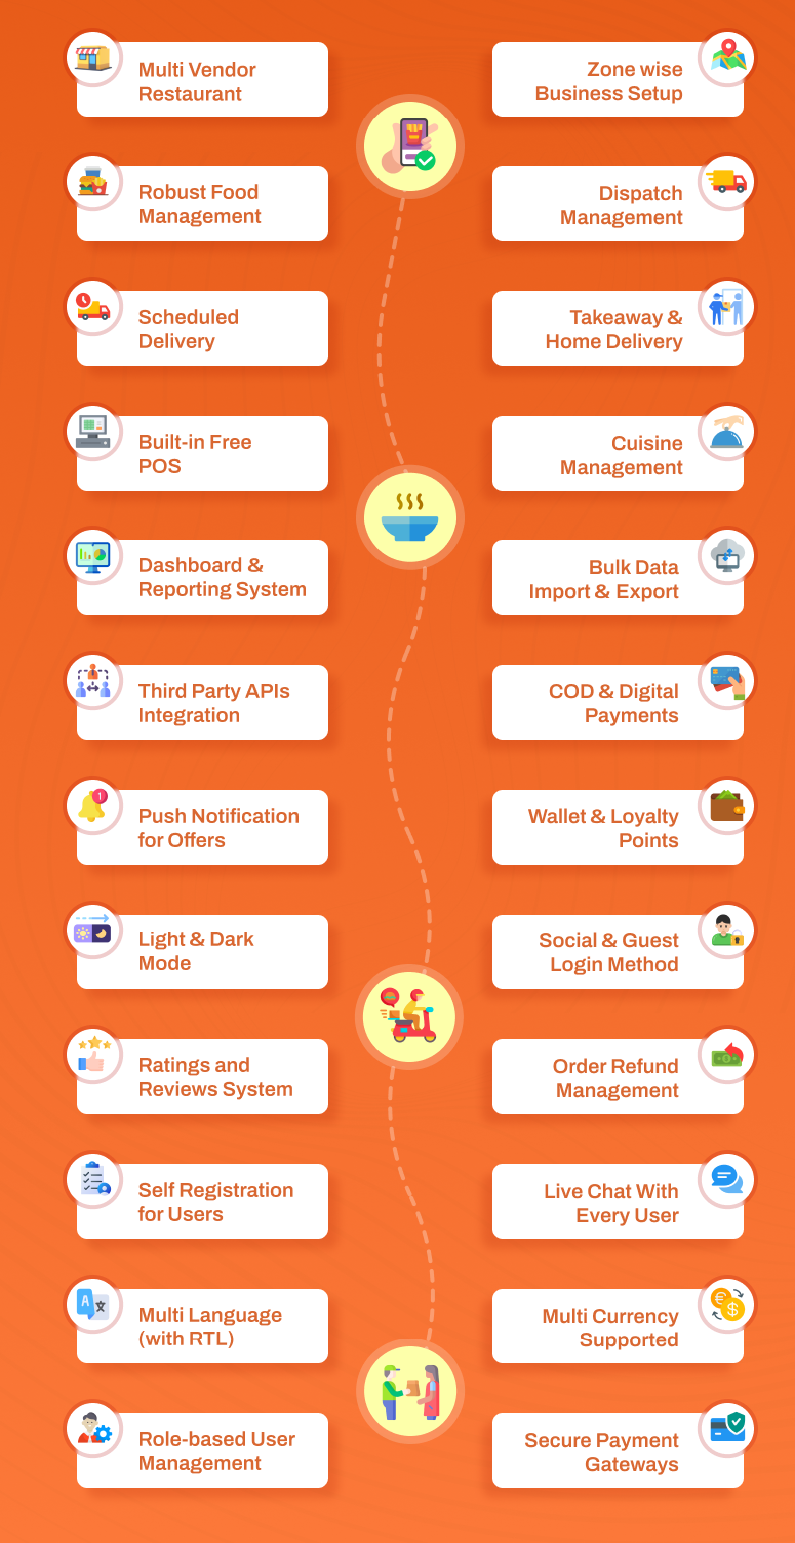 Multi Vendor
Restaurant
Zone wise
Business Setup
Robust Food
Management
Dispatch
Management
Scheduled
Delivery
Takeaway &
Home Delivery
Built-in Free
POS
Cuisine
Management
Dashboard &
Reporting System
Bulk Data
Import & Export
Third Party APIs
Integration
COD & Digital
Payments
1
Push Notification
for Offers
Wallet & Loyalty
Points
Light & Dark
Mode
Social & Guest
Login Method
Ratings and
Reviews System
Order Refund
Management
Self Registration
for Users
Live Chat With
Every User
A
文
Multi Language
(with RTL)
Multi Currency
Supported
€
$
Role-based User
Management
Secure Payment
Gateways